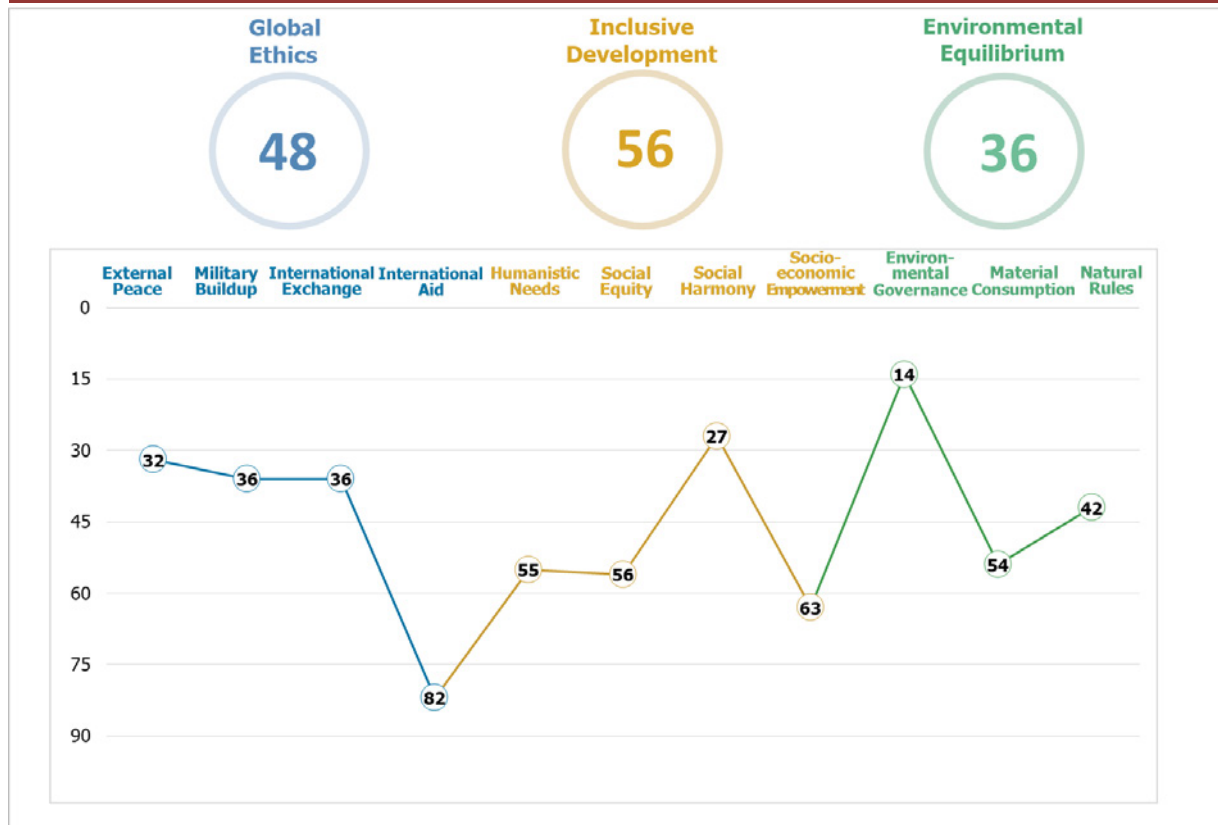 Global
Ethics
Inclusive
Development
Environmental
Equilibrium
48
56
36
External
Peace
Military
Buildup
International
Exchange
International
Aid
Humanistic
Needs
Social
Equity
Social
Harmony
Socio-
economic
Empowerment
Environ-
mental
Governance
Material
Consumption
Natural
Rules
0
15
30
45
60
75
90
32
36
36
82
55
56
27
63
14
54
42